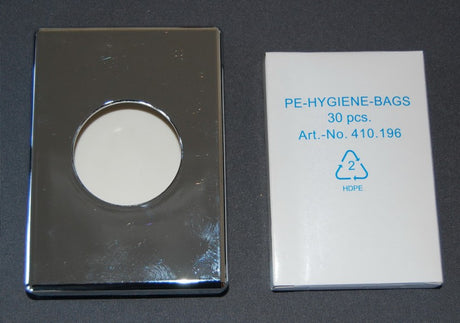 PE-HYGIENE-BAGS
30 pcs.
Art.-No. 410.196
2
HDPE